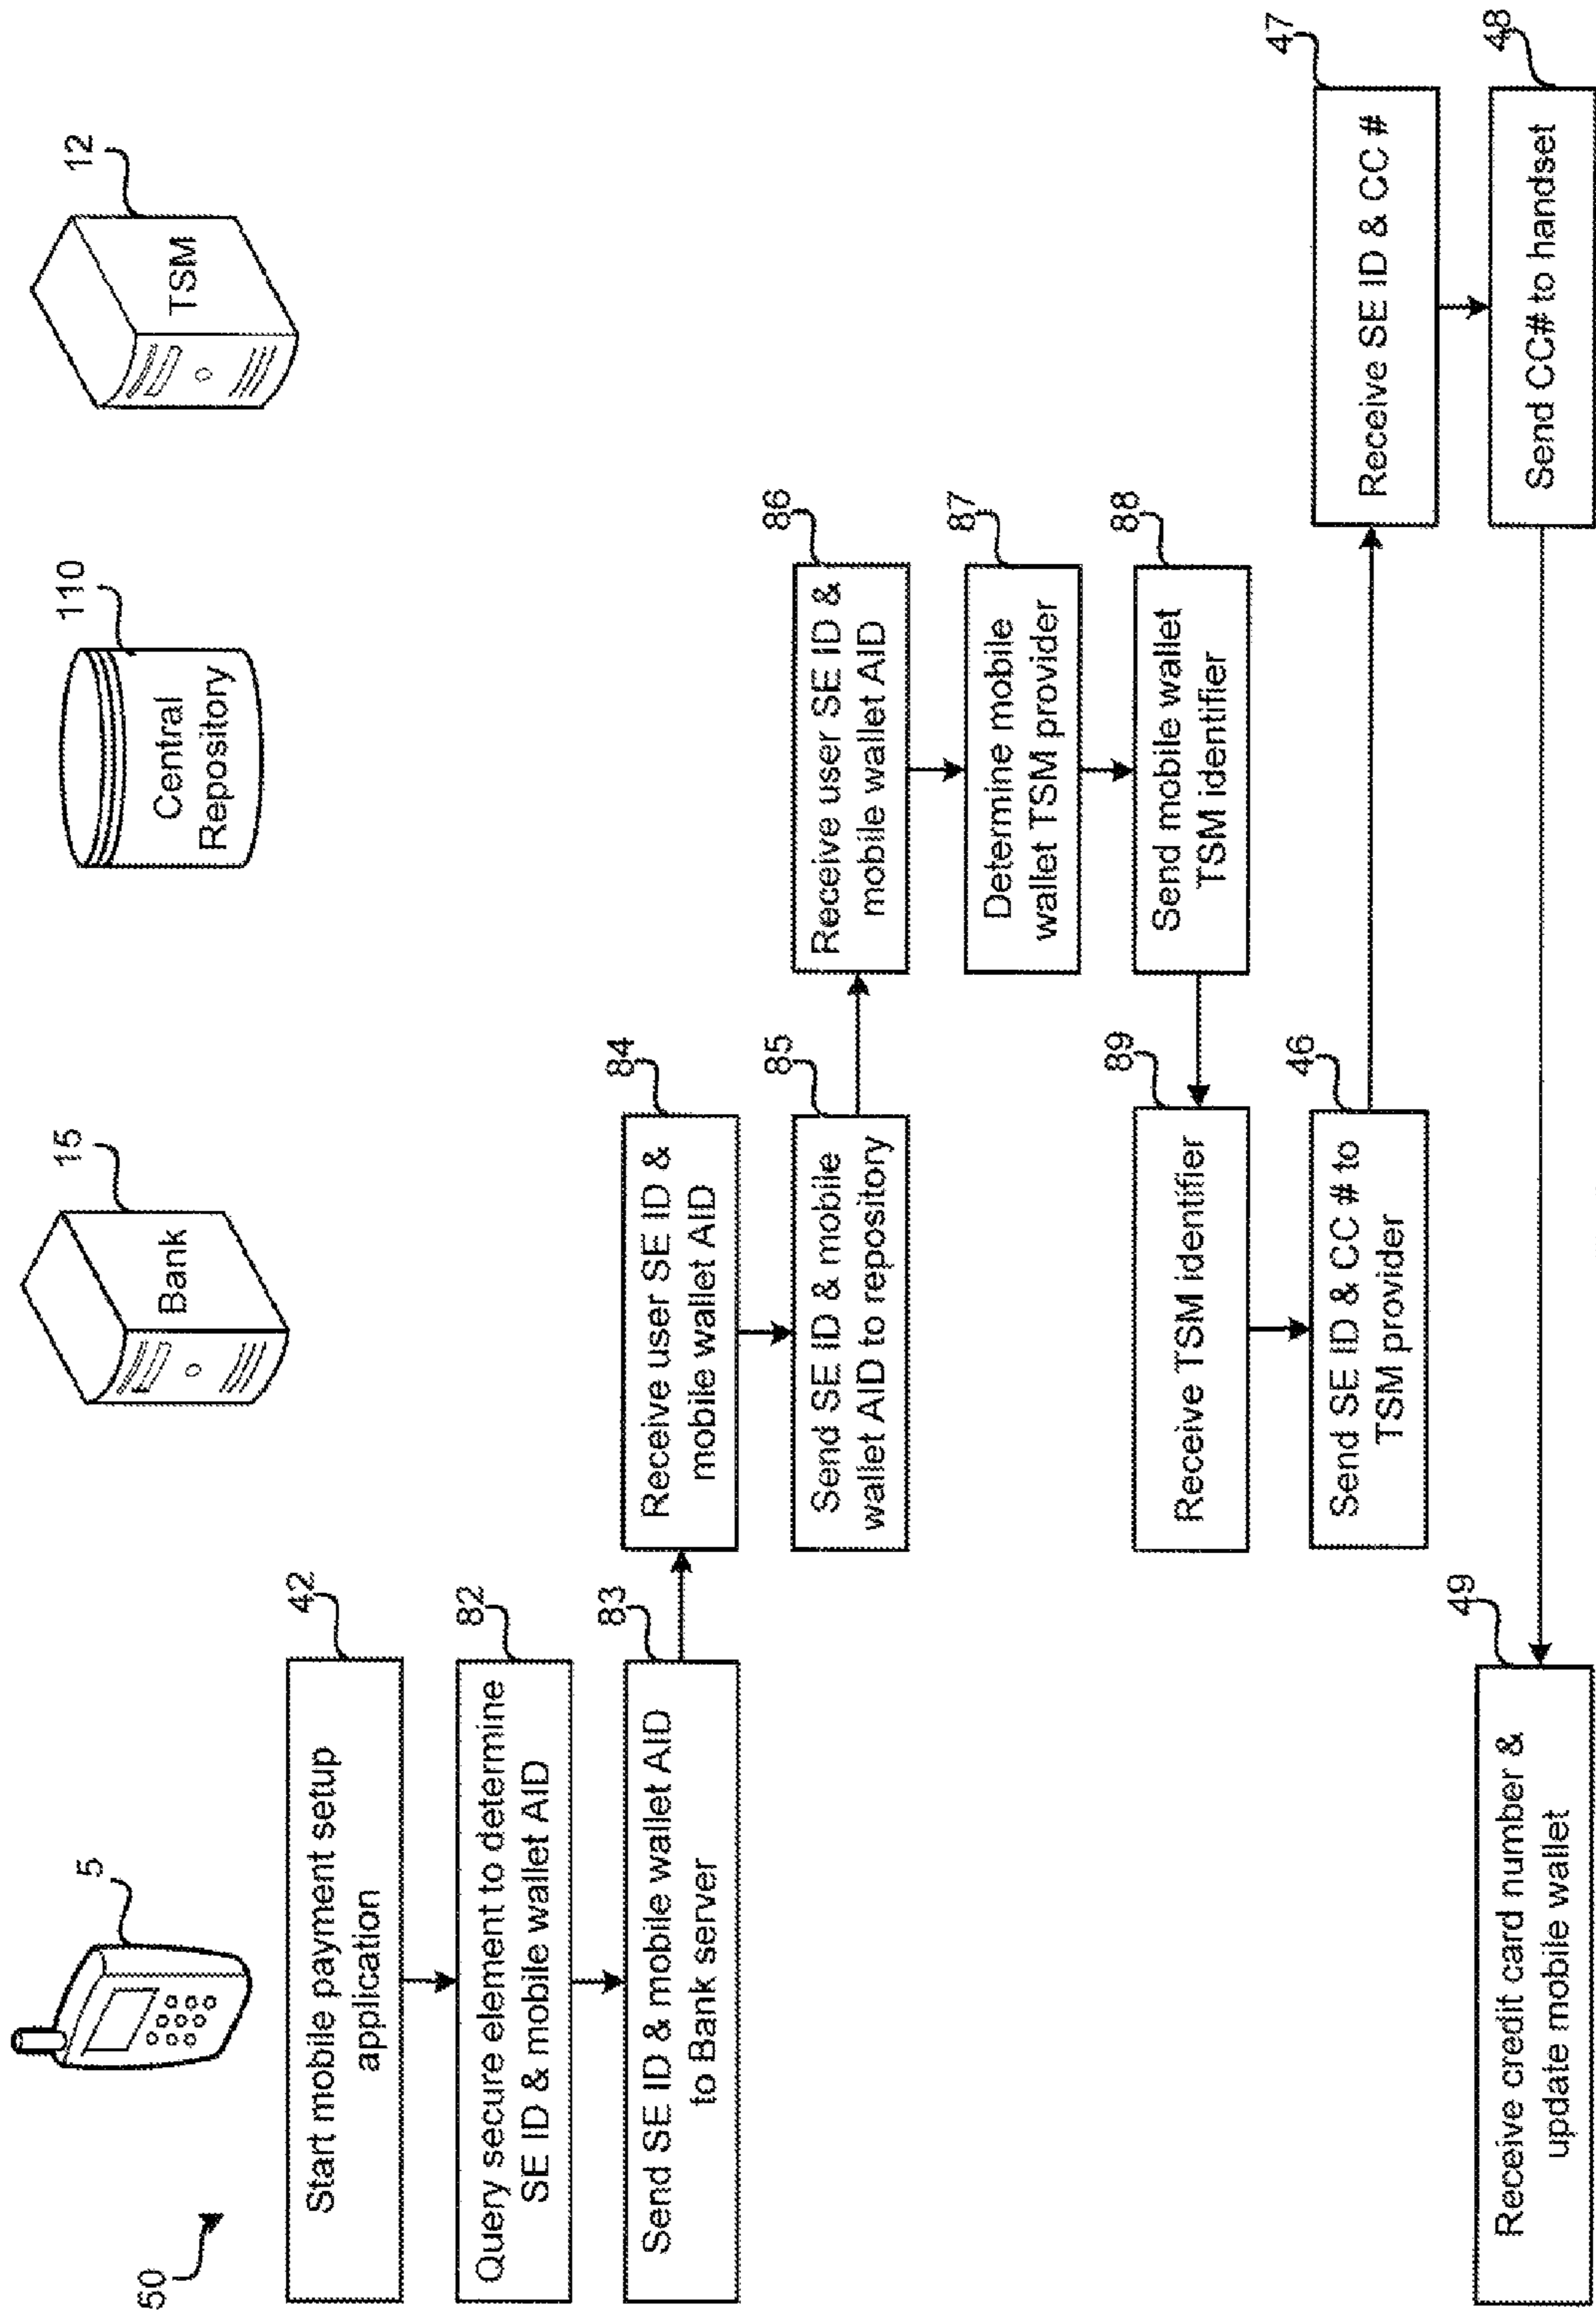 50
5
15
Bank
110
Central
Repository
12
TSM
42
Start mobile payment setup
application
82
Query secure element to determine
SE ID & mobile wallet AID
83
Send SE ID & mobile wallet AID
to Bank server
84
Receive user SE ID &
mobile wallet AID
85
Send SE ID & mobile
wallet AID to repository
86
Receive user SE ID &
mobile wallet AID
87
Determine mobile
wallet TSM provider
88
Send mobile wallet
TSM identifier
89
Receive TSM identifier
46
Send SE ID & CC # to
TSM provider
47
Receive SE ID & CC #
48
Send CC# to handset
49
Receive credit card number &
update mobile wallet